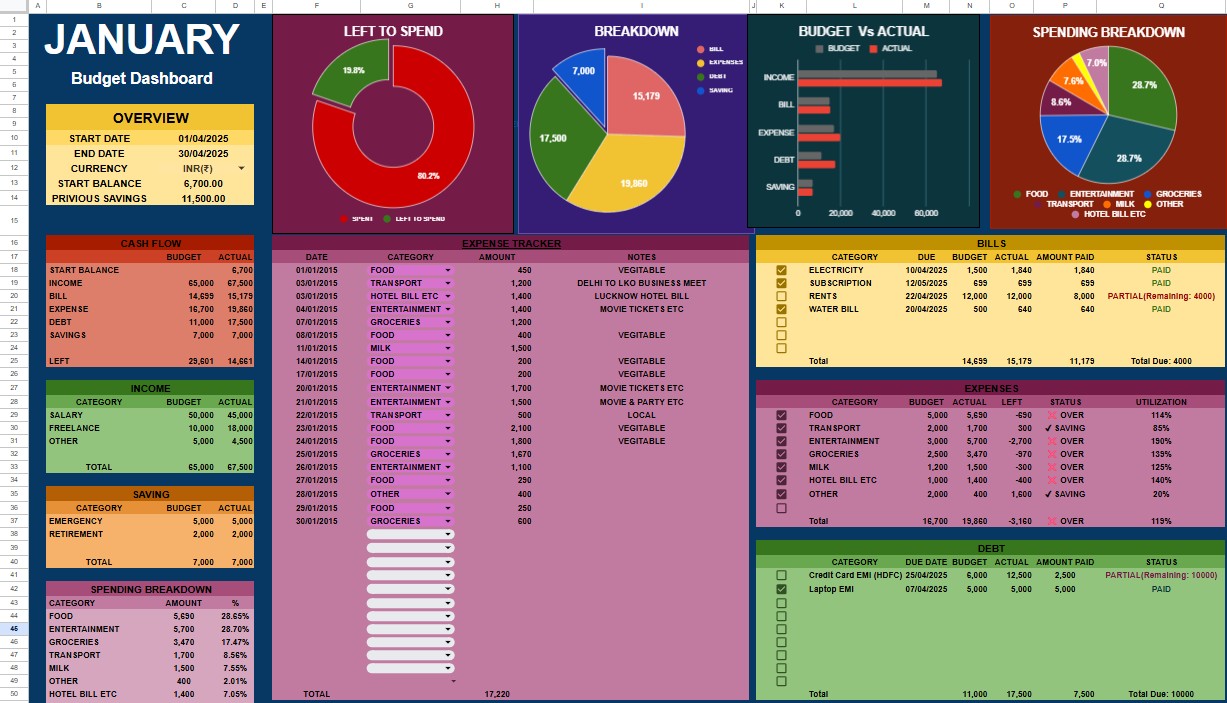 A B C D E F G H I J K L M N O P Q
JANUARY
Budget Dashboard
OVERVIEW
START DATE 01/04/2025
END DATE 30/04/2025
CURRENCY INR(₹)
START BALANCE 6,700.00
PRIVIOUS SAVINGS 11,500.00
LEFT TO SPEND
19.8%
80.2%
SPENT LEFT TO SPEND
BREAKDOWN
BILL
EXPENSES
DEBT
SAVING
7,000
15,179
17,500
19,860
BUDGET Vs ACTUAL
BUDGET ACTUAL
INCOME
BILL
EXPENSE
DEBT
SAVING
0 20,000 40,000 60,000
SPENDING BREAKDOWN
7.0%
7.6%
28.7%
8.6%
17.5%
28.7%
FOOD ENTERTAINMENT GROCERIES
TRANSPORT MILK OTHER
HOTEL BILL ETC
CASH FLOW
BUDGET ACTUAL
START BALANCE 6,700
INCOME 65,000 67,500
BILL 14,699 15,179
EXPENSE 16,700 19,860
DEBT 11,000 17,500
SAVINGS 7,000 7,000
LEFT 29,601 14,661
INCOME
CATEGORY BUDGET ACTUAL
SALARY 50,000 45,000
FREELANCE 10,000 18,000
OTHER 5,000 4,500
TOTAL 65,000 67,500
SAVING
CATEGORY BUDGET ACTUAL
EMERGENCY 5,000 5,000
RETIREMENT 2,000 2,000
TOTAL 7,000 7,000
SPENDING BREAKDOWN
CATEGORY AMOUNT %
FOOD 5,690 28.65%
ENTERTAINMENT 5,700 28.70%
GROCERIES 3,470 17.47%
TRANSPORT 1,700 8.56%
MILK 1,500 7.55%
OTHER 400 2.01%
HOTEL BILL ETC 1,400 7.05%
EXPENSE TRACKER
DATE CATEGORY AMOUNT NOTES
01/01/2015 FOOD 450 VEGITABLE
03/01/2015 TRANSPORT 1,200 DELHI TO LKO BUSINESS MEET
03/01/2015 HOTEL BILL ETC 1,400 LUCKNOW HOTEL BILL
04/01/2015 ENTERTAINMENT 1,400 MOVIE TICKETS ETC
07/01/2015 GROCERIES 1,200
08/01/2015 FOOD 400 VEGITABLE
11/01/2015 MILK 1,500
14/01/2015 FOOD 200 VEGITABLE
17/01/2015 FOOD 200 VEGITABLE
20/01/2015 ENTERTAINMENT 1,700 MOVIE TICKETS ETC
21/01/2015 ENTERTAINMENT 1,500 MOVIE & PARTY ETC
22/01/2015 TRANSPORT 500 LOCAL
23/01/2015 FOOD 2,100 VEGITABLE
24/01/2015 FOOD 1,800 VEGITABLE
25/01/2015 GROCERIES 1,670
26/01/2015 ENTERTAINMENT 1,100
27/01/2015 FOOD 290
28/01/2015 OTHER 400
29/01/2015 FOOD 250
30/01/2015 GROCERIES 600
TOTAL 17,220
BILLS
CATEGORY DUE BUDGET ACTUAL AMOUNT PAID STATUS
ELECTRICITY 10/04/2025 1,500 1,840 1,840 PAID
SUBSCRIPTION 12/05/2025 699 699 699 PAID
RENTS 22/04/2025 12,000 12,000 8,000 PARTIAL(Remaining: 4000)
WATER BILL 20/04/2025 500 640 640 PAID
Total 14,699 15,179 11,179 Total Due: 4000
EXPENSES
CATEGORY BUDGET ACTUAL LEFT STATUS UTILIZATION
FOOD 5,000 5,690 -690 ❌ OVER 114%
TRANSPORT 2,000 1,700 300 ✔ SAVING 85%
ENTERTAINMENT 3,000 5,700 -2,700 ❌ OVER 190%
GROCERIES 2,500 3,470 -970 ❌ OVER 139%
MILK 1,200 1,500 -300 ❌ OVER 125%
HOTEL BILL ETC 1,000 1,400 -400 ❌ OVER 140%
OTHER 2,000 400 1,600 ✔ SAVING 20%
Total 16,700 19,860 -3,160 ❌ OVER 119%
DEBT
CATEGORY DUE DATE BUDGET ACTUAL AMOUNT PAID STATUS
Credit Card EMI (HDFC) 25/04/2025 6,000 12,500 2,500 PARTIAL(Remaining: 10000)
Laptop EMI 07/04/2025 5,000 5,000 5,000 PAID
Total 11,000 17,500 7,500 Total Due: 10000